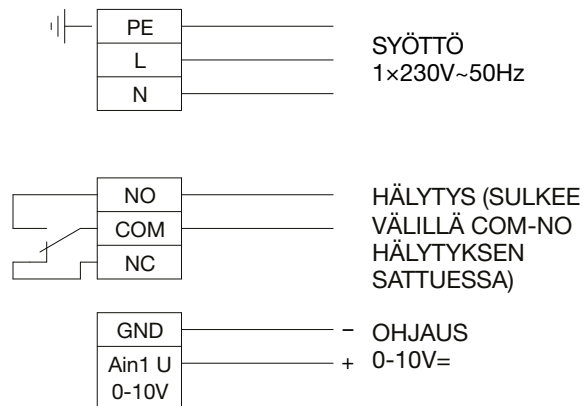 PE
L
N
SYÖTTÖ
1×230V~50Hz
NO
COM
NC
HÄLYTYS (SULKEE
VÄLILLÄ COM-NO
HÄLYTYKSEN
SATTUESSA)
GND
Ain1 U
0-10V
− OHJAUS
+ 0-10V=